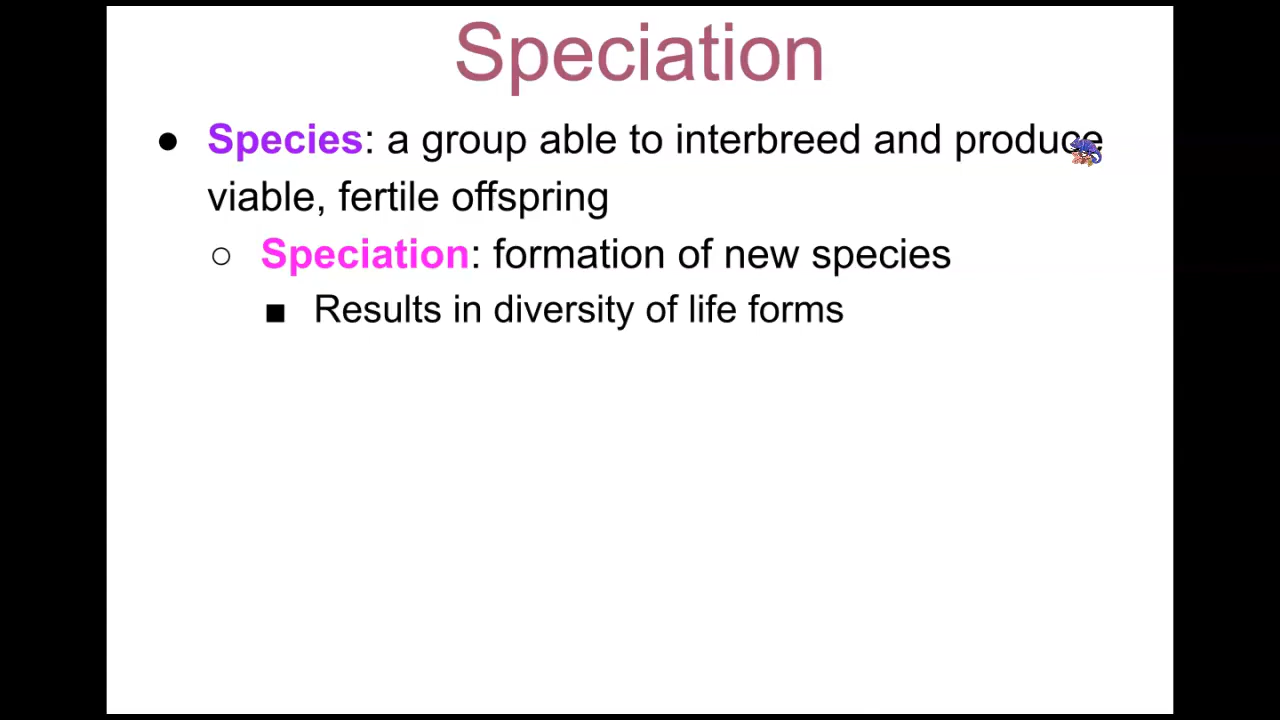 Speciation
● Species: a group able to interbreed and produce
viable, fertile offspring
○ Speciation: formation of new species
■ Results in diversity of life forms